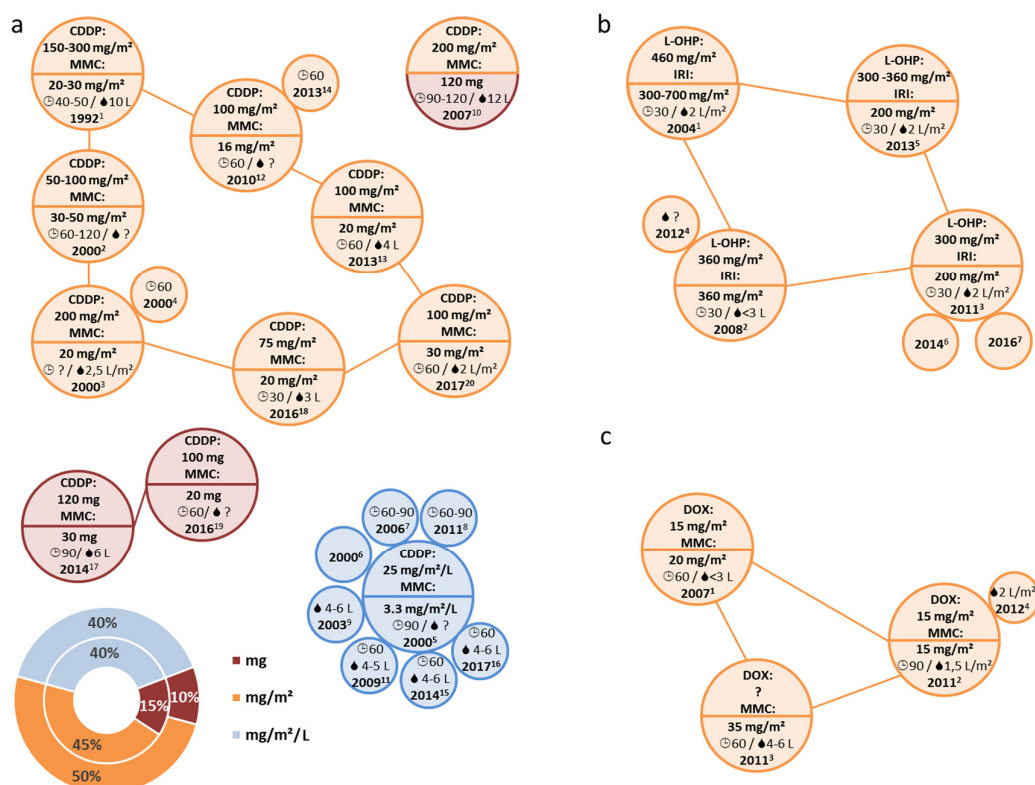 a
CDDP:
150-300 mg/m²
MMC:
20-30 mg/m²
40-50 / 10 L
1992¹
CDDP:
100 mg/m²
MMC:
16 mg/m²
60 / ?
2010¹²
60
2013¹⁴
CDDP:
200 mg/m²
MMC:
120 mg
90-120 / 12 L
2007¹⁰
CDDP:
50-100 mg/m²
MMC:
30-50 mg/m²
60-120 / ?
2000²
CDDP:
100 mg/m²
MMC:
20 mg/m²
60 / 4 L
2013¹³
CDDP:
200 mg/m²
MMC:
20 mg/m²
? / 2,5 L/m²
2000³
60
2000⁴
CDDP:
75 mg/m²
MMC:
20 mg/m²
30 / 3 L
2016¹⁸
CDDP:
100 mg/m²
MMC:
30 mg/m²
60 / 2 L/m²
2017²⁰
CDDP:
120 mg
MMC:
30 mg
90/ 6 L
2014¹⁷
CDDP:
100 mg
MMC:
20 mg
60/ ?
2016¹⁹
60-90
2006⁷
60-90
2011⁸
2000⁶
CDDP:
25 mg/m²/L
MMC:
3.3 mg/m²/L
90 / ?
2000⁵
4-6 L
2003⁹
60
4-5 L
2009¹¹
60
4-6 L
2014¹⁵
60
4-6 L
2017¹⁶
40%
40%
15%
10%
45%
50%
mg
mg/m²
mg/m²/L
b
L-OHP:
460 mg/m²
IRI:
300-700 mg/m²
30 / 2 L/m²
2004¹
L-OHP:
300 -360 mg/m²
IRI:
200 mg/m²
30 / 2 L/m²
2013⁵
?
2012⁴
L-OHP:
360 mg/m²
IRI:
360 mg/m²
30 / <3 L
2008²
L-OHP:
300 mg/m²
IRI:
200 mg/m²
30 / 2 L/m²
2011³
2014⁶
2016⁷
c
DOX:
15 mg/m²
MMC:
20 mg/m²
60 / <3 L
2007¹
DOX:
15 mg/m²
MMC:
15 mg/m²
90 / 1,5 L/m²
2011²
2 L/m²
2012⁴
DOX:
?
MMC:
35 mg/m²
60 / 4-6 L
2011³